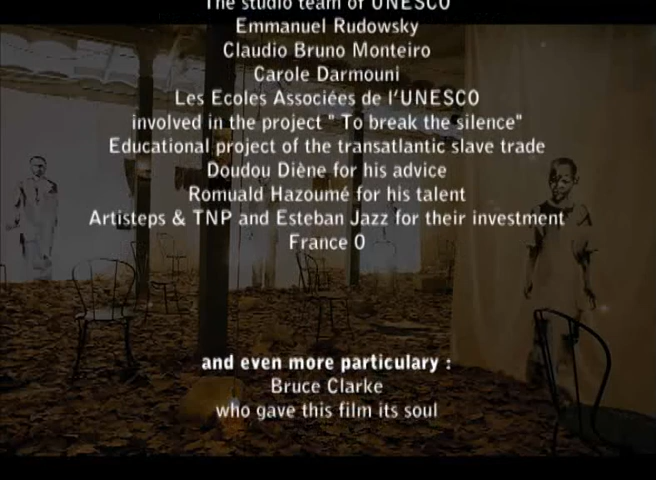 The studio team of UNESCO
Emmanuel Rudowsky
Claudio Bruno Monteiro
Carole Darmouni
Les Ecoles Associées de l'UNESCO
involved in the project " To break the silence"
Educational project of the transatlantic slave trade
Doudou Diène for his advice
Romuald Hazoumé for his talent
Artisteps & TNP and Esteban Jazz for their investment
France O
and even more particulary :
Bruce Clarke
who gave this film its soul